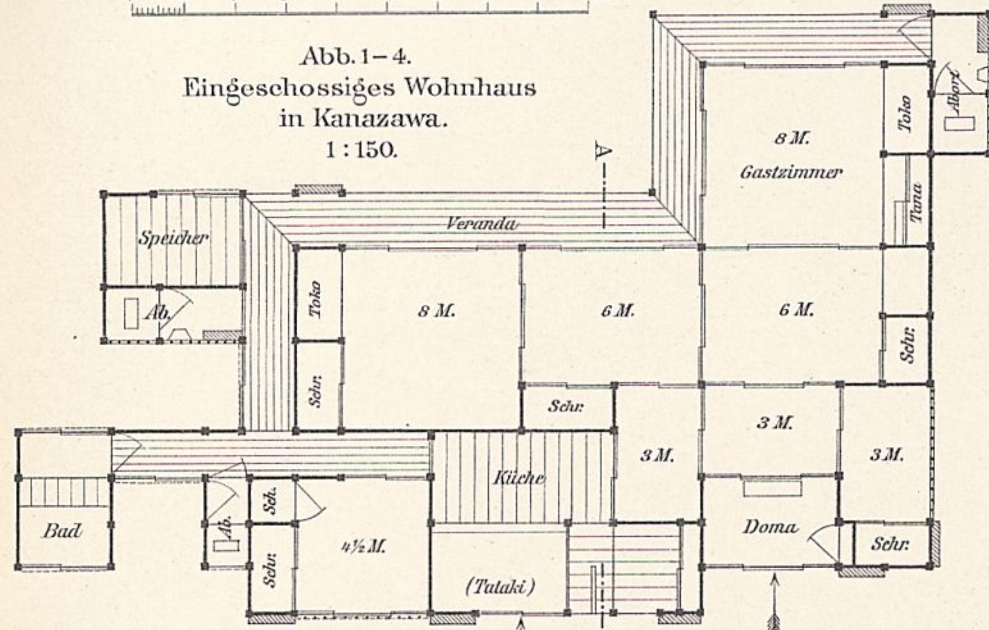 Abb. 1–4.
Eingeschossiges Wohnhaus
in Kanazawa.
1 : 150.
A
8 M.
Gastzimmer
Toko
Tana
Abort
Speicher
Ab.
Veranda
Toko
Schr.
8 M.
6 M.
6 M.
Schr.
Schr.
3 M.
3 M.
3 M.
Küche
Bad
Ab.
Sch.
Schr.
4½ M.
(Tataki)
Doma
Schr.